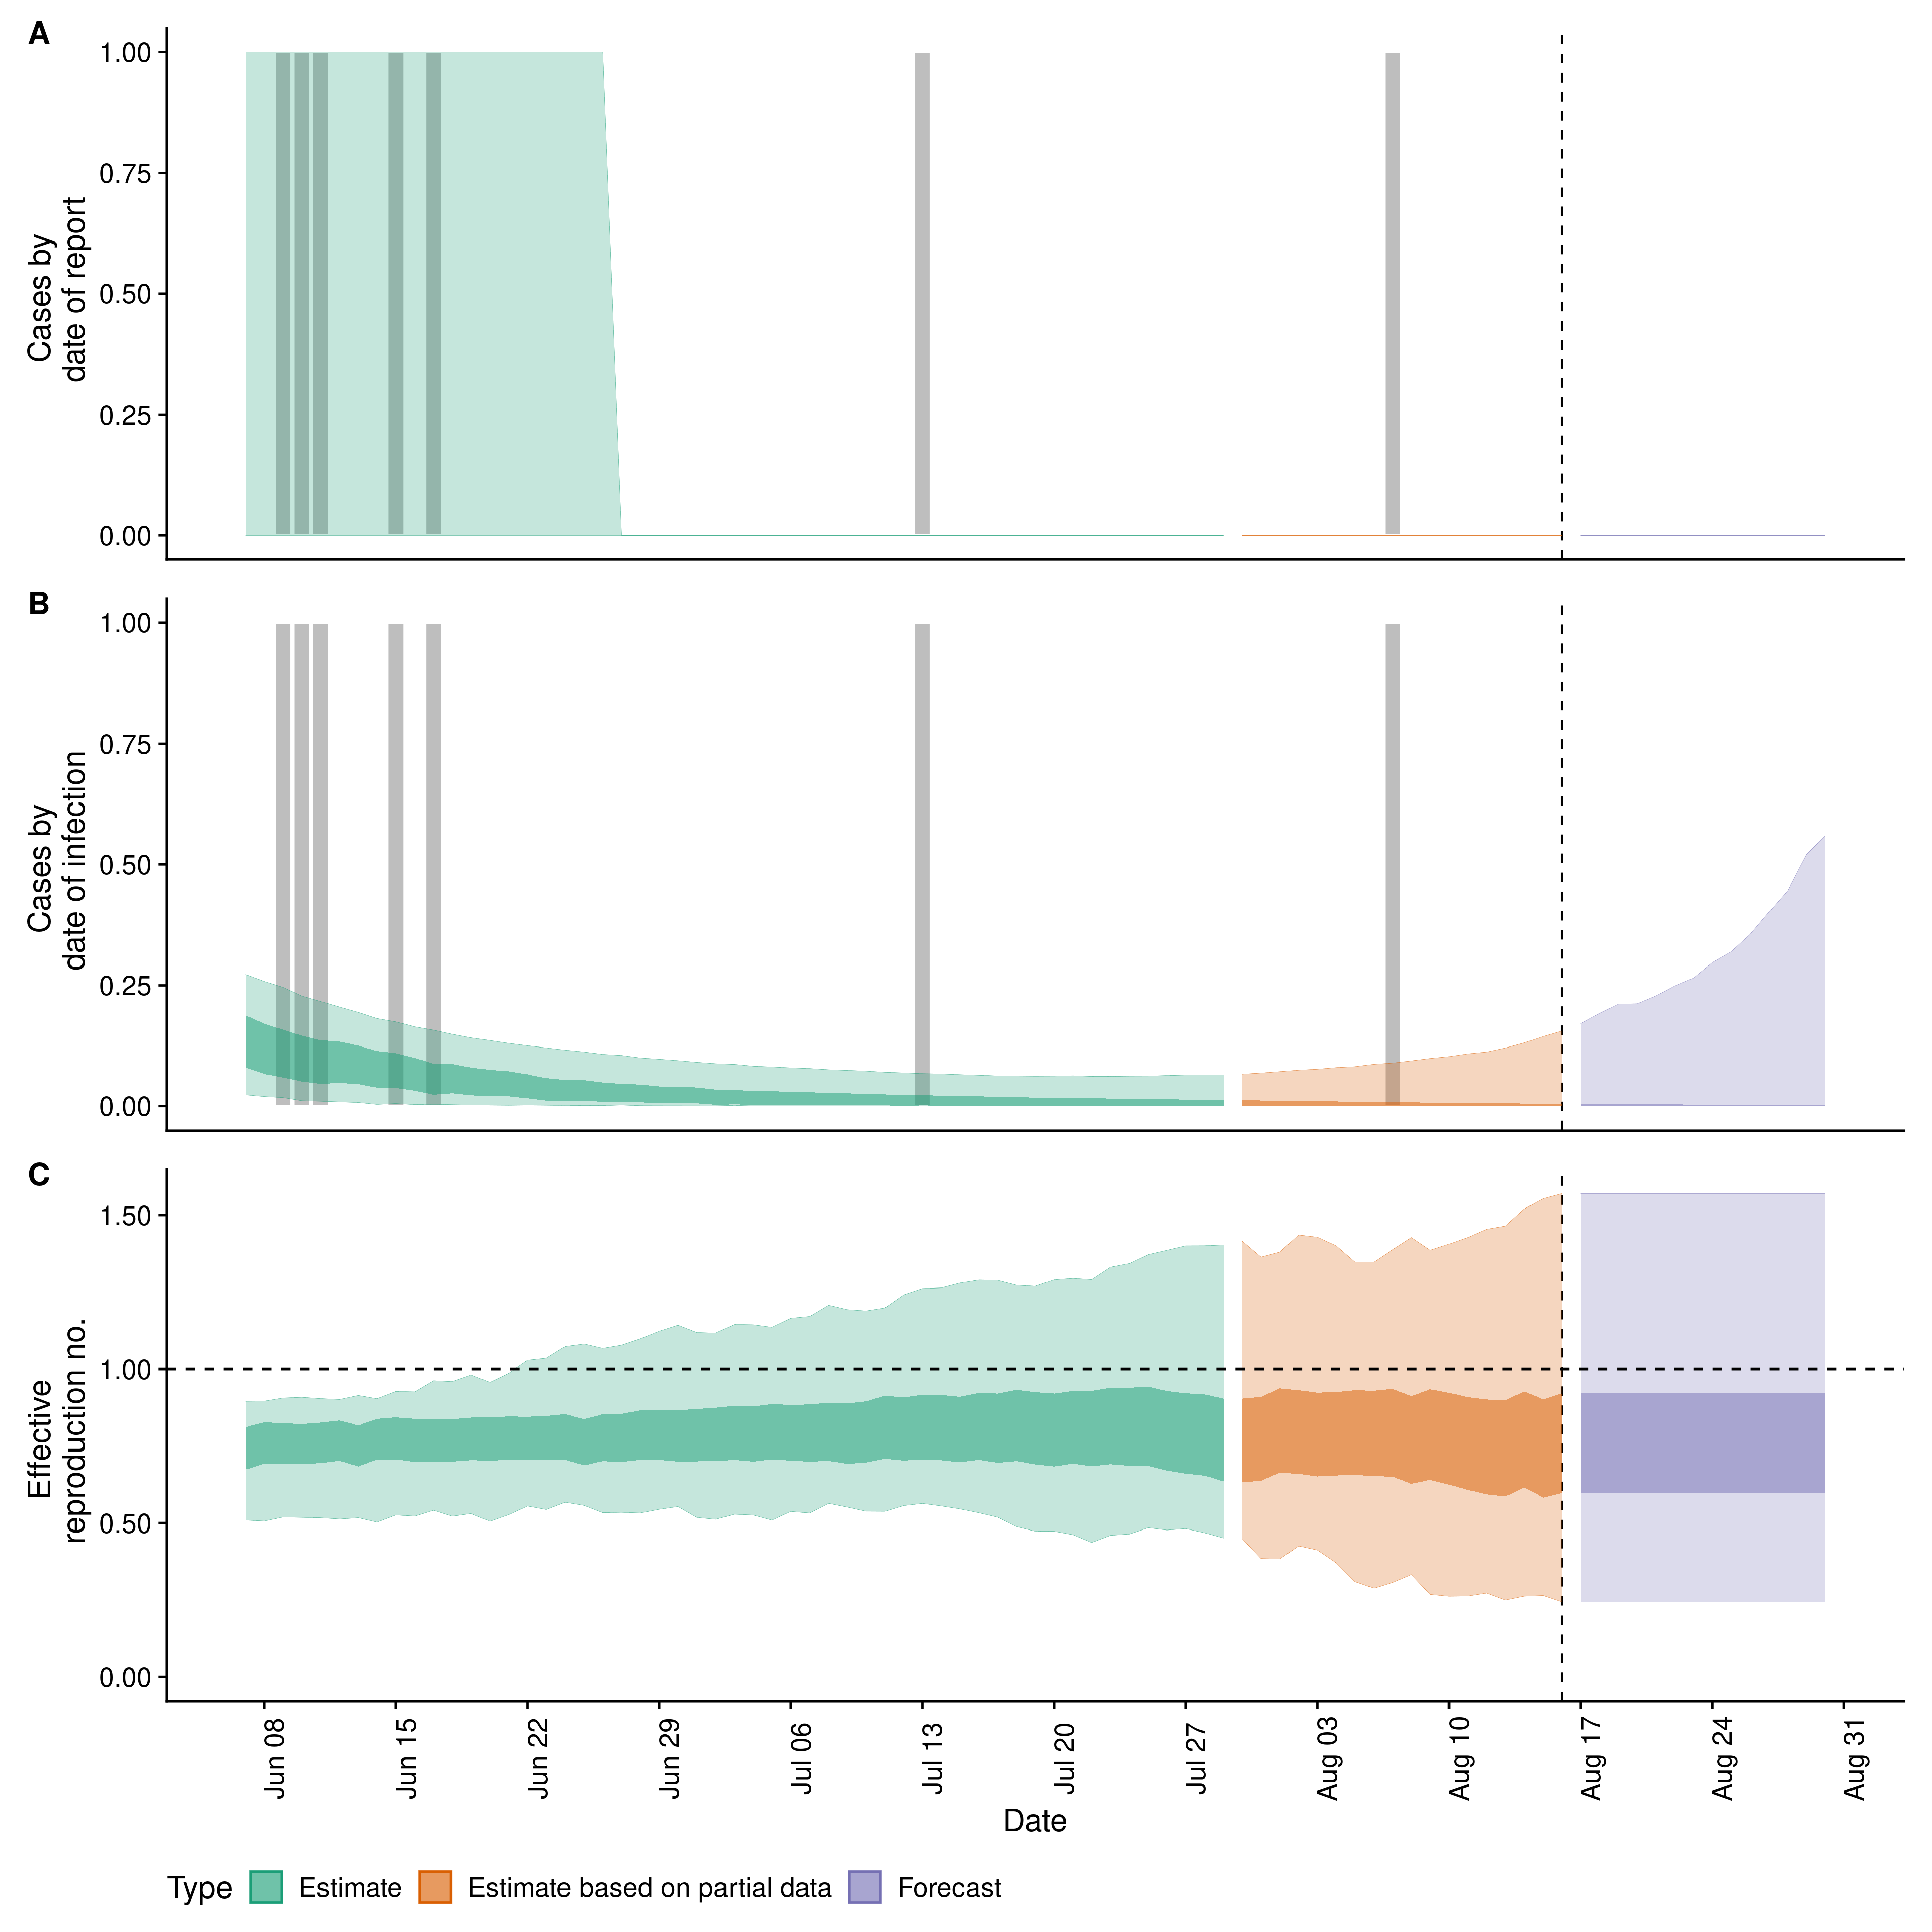 A
1.00
0.75
0.50
0.25
0.00
Cases by
date of report
B
1.00
0.75
0.50
0.25
0.00
Cases by
date of infection
C
1.50
1.00
0.50
0.00
Effective
reproduction no.
Jun 08
Jun 15
Jun 22
Jun 29
Jul 06
Jul 13
Jul 20
Jul 27
Aug 03
Aug 10
Aug 17
Aug 24
Aug 31
Date
Type Estimate Estimate based on partial data Forecast